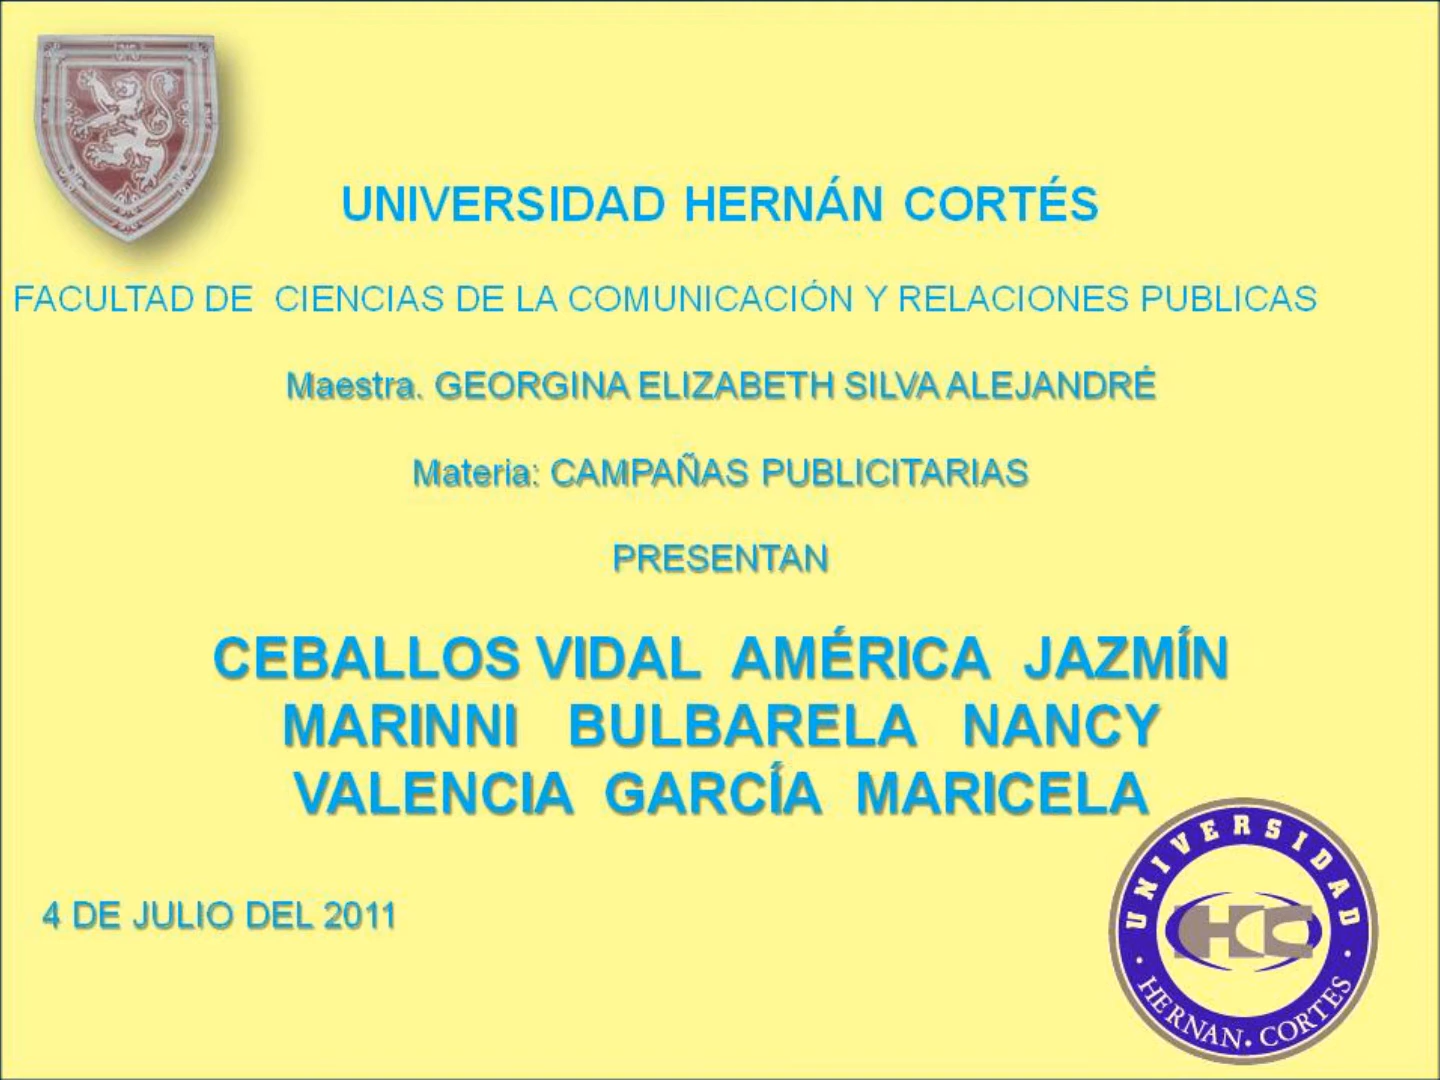 UNIVERSIDAD HERNÁN CORTÉS
FACULTAD DE CIENCIAS DE LA COMUNICACIÓN Y RELACIONES PUBLICAS
Maestra. GEORGINA ELIZABETH SILVA ALEJANDRÉ
Materia: CAMPAÑAS PUBLICITARIAS
PRESENTAN
CEBALLOS VIDAL AMÉRICA JAZMÍN
MARINNI BULBARELA NANCY
VALENCIA GARCÍA MARICELA
4 DE JULIO DEL 2011
UNIVERSIDAD
HC
· HERNAN. CORTES ·